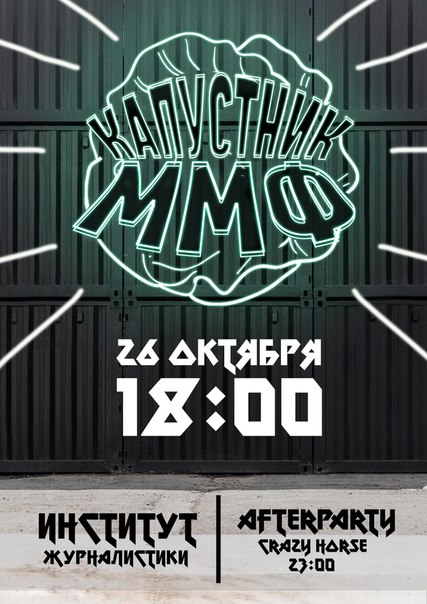 КАПУСТНИК
ММФ
26 ОКТЯБРЯ
18:00
ИНСТИТУТ
ЖУРНАЛИСТИКИ
AFTERPARTY
CRAZY HORSE
23:00